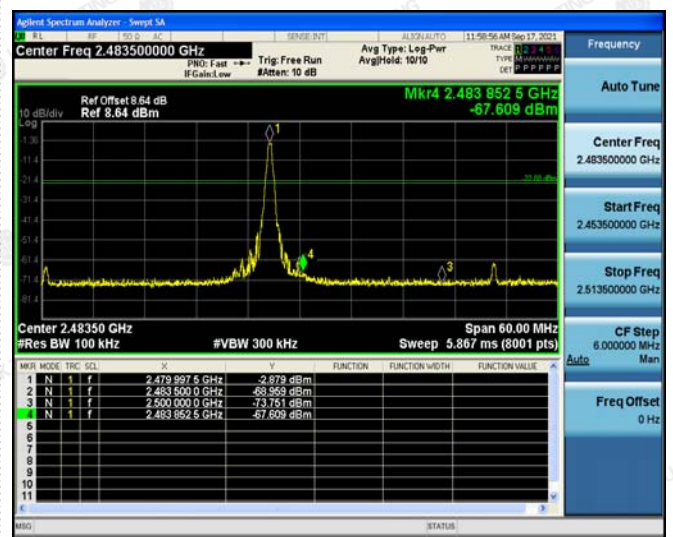 Agilent Spectrum Analyzer - Swept SA
RL RF 50 Ω AC SENSE:INT ALIGNAUTO 11:58:56 AM Sep 17, 2021
Center Freq 2.483500000 GHz
PNO: Fast
IFGain:Low
Trig: Free Run
#Atten: 10 dB
Avg Type: Log-Pwr
Avg|Hold: 10/10
TRACE 1 2 3 4 5 6
TYPE
DET P P P P P P
Frequency
Auto Tune
Center Freq
2.483500000 GHz
Start Freq
2.453500000 GHz
Stop Freq
2.513500000 GHz
CF Step
6.000000 MHz
Auto Man
Freq Offset
0 Hz
Ref Offset 8.64 dB
Ref 8.64 dBm
10 dB/div
Log
Mkr4 2.483 852 5 GHz
-67.609 dBm
-1.36
-11.4
-21.4
-31.4
-41.4
-51.4
-61.4
-71.4
-81.4
1
4
3
Center 2.48350 GHz
#Res BW 100 kHz
#VBW 300 kHz
Span 60.00 MHz
Sweep 5.867 ms (8001 pts)
MKR MODE TRC SCL X Y FUNCTION FUNCTION WIDTH FUNCTION VALUE
1 N 1 f 2.479 997 5 GHz -2.879 dBm
2 N 1 f 2.483 500 0 GHz -68.959 dBm
3 N 1 f 2.500 000 0 GHz -73.751 dBm
4 N 1 f 2.483 852 5 GHz -67.609 dBm
5
6
7
8
9
10
11
MSG STATUS